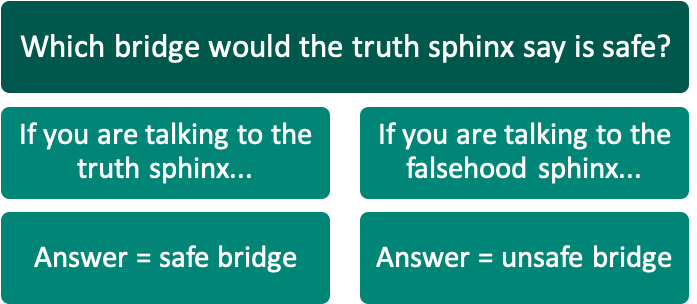 Which bridge would the truth sphinx say is safe?
If you are talking to the
truth sphinx...
If you are talking to the
falsehood sphinx...
Answer = safe bridge
Answer = unsafe bridge